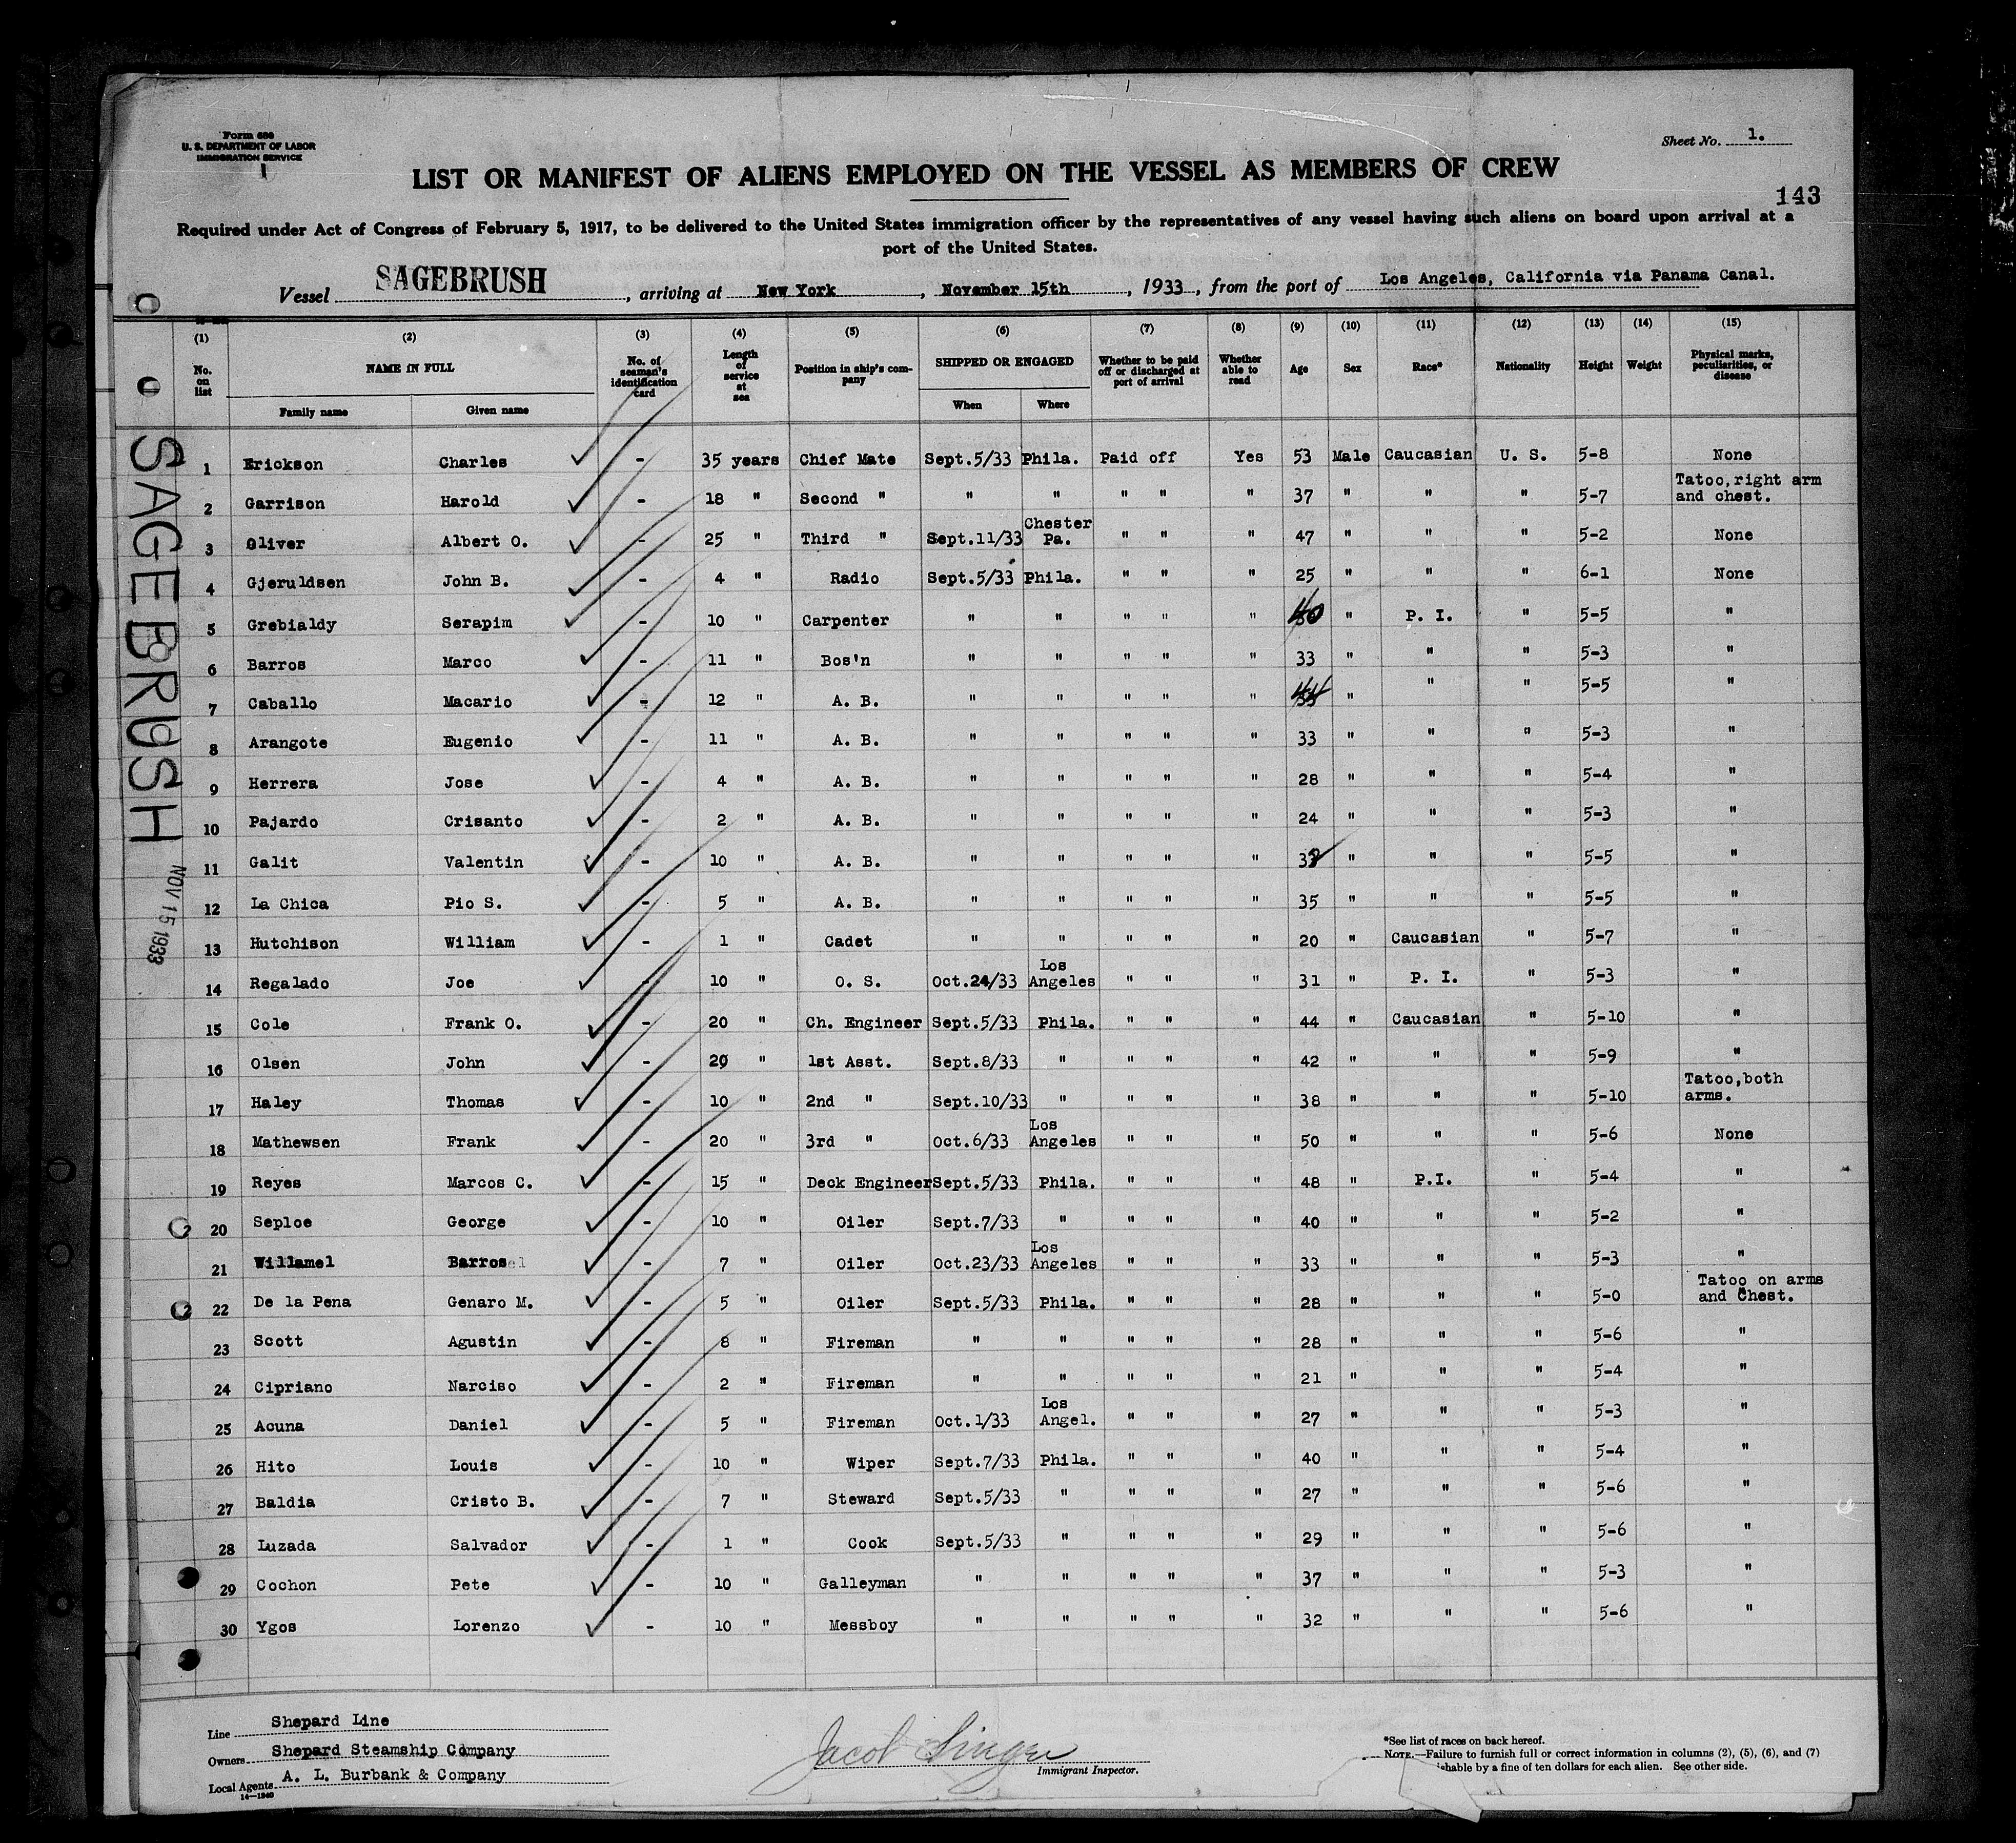 Form 680
U. S. DEPARTMENT OF LABOR
IMMIGRATION SERVICE
Sheet No. 1.
LIST OR MANIFEST OF ALIENS EMPLOYED ON THE VESSEL AS MEMBERS OF CREW
143
Required under Act of Congress of February 5, 1917, to be delivered to the United States immigration officer by the representatives of any vessel having such aliens on board upon arrival at a
port of the United States.
Vessel SAGEBRUSH, arriving at New York, November 15th, 1933, from the port of Los Angeles, California via Panama Canal.
(1) (2) (3) (4) (5) (6) (7) (8) (9) (10) (11) (12) (13) (14) (15)
No. on list NAME IN FULL Family name Given name No. of seaman's identification card Length of service at sea Position in ship's company SHIPPED OR ENGAGED When Where Whether to be paid off or discharged at port of arrival Whether able to read Age Sex Race* Nationality Height Weight Physical marks, peculiarities, or disease
SAGEBRUSH
NOV 15 1933
1 Erickson Charles - 35 years Chief Mate Sept.5/33 Phila. Paid off Yes 53 Male Caucasian U. S. 5-8 None
2 Garrison Harold - 18 " Second " " " " " " 37 " " " 5-7 Tatoo,right arm and chest.
3 Oliver Albert O. - 25 " Third " Sept.11/33 Chester Pa. " " " 47 " " " 5-2 None
4 Gjeruldsen John B. - 4 " Radio Sept.5/33 Phila. " " " 25 " " " 6-1 None
5 Grebialdy Serapim - 10 " Carpenter " " " " " 40 " P. I. " 5-5 "
6 Barros Marco - 11 " Bos'n " " " " " 33 " " " 5-3 "
7 Caballo Macario - 12 " A. B. " " " " " 44 " " " 5-5 "
8 Arangote Eugenio - 11 " A. B. " " " " " 33 " " " 5-3 "
9 Herrera Jose - 4 " A. B. " " " " " 28 " " " 5-4 "
10 Pajardo Crisanto - 2 " A. B. " " " " " 24 " " " 5-3 "
11 Galit Valentin - 10 " A. B. " " " " " " " " 5-5 "
12 La Chica Pio S. - 5 " A. B. " " " " " 35 " " " 5-5 "
13 Hutchison William - 1 " Cadet " " " " " 20 " Caucasian " 5-7 "
14 Regalado Joe - 10 " O. S. Oct.24/33 Los Angeles " " " 31 " P. I. " 5-3 "
15 Cole Frank O. - 20 " Ch. Engineer Sept.5/33 Phila. " " " 44 " Caucasian " 5-10 "
16 Olsen John - 29 " 1st Asst. Sept.8/33 " " " " 42 " " " 5-9 "
17 Haley Thomas - 10 " 2nd " Sept.10/33 " " " " 38 " " " 5-10 Tatoo,both arms.
18 Mathewsen Frank - 20 " 3rd " Oct.6/33 Los Angeles " " " 50 " " " 5-6 None
19 Reyes Marcos C. - 15 " Deck Engineer Sept.5/33 Phila. " " " 48 " P.I. " 5-4 "
20 Seploe George - 10 " Oiler Sept.7/33 " " " " 40 " " " 5-2 "
21 Willamel Barros - 7 " Oiler Oct.23/33 Los Angeles " " " 33 " " " 5-3 "
22 De la Pena Genaro M. - 5 " Oiler Sept.5/33 Phila. " " " 28 " " " 5-0 Tatoo on arms and Chest.
23 Scott Agustin - 8 " Fireman " " " " " 28 " " " 5-6 "
24 Cipriano Narciso - 2 " Fireman " " " " " 21 " " " 5-4 "
25 Acuna Daniel - 5 " Fireman Oct.1/33 Los Angel. " " " 27 " " " 5-3 "
26 Hito Louis - 10 " Wiper Sept.7/33 Phila. " " " 40 " " " 5-4 "
27 Baldia Cristo B. - 7 " Steward Sept.5/33 " " " " 27 " " " 5-6 "
28 Luzada Salvador - 1 " Cook Sept.5/33 " " " " 29 " " " 5-6 "
29 Cochon Pete - 10 " Galleyman " " " " " 37 " " " 5-3 "
30 Ygos Lorenzo - 10 " Messboy " " " " " 32 " " " 5-6 "
Line Shepard Line
Owners Shepard Steamship Company
Local Agents A. L. Burbank & Company
14-1240
Jacob Singer
Immigrant Inspector.
*See list of races on back hereof.
NOTE.—Failure to furnish full or correct information in columns (2), (5), (6), and (7)
by a fine of ten dollars for each alien. See other side.